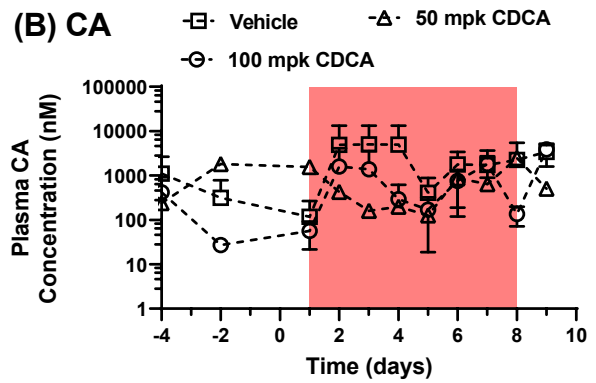 (B) CA
Vehicle
50 mpk CDCA
100 mpk CDCA
Plasma CA
Concentration (nM)
100000
10000
1000
100
10
1
-4
-2
0
2
4
6
8
10
Time (days)